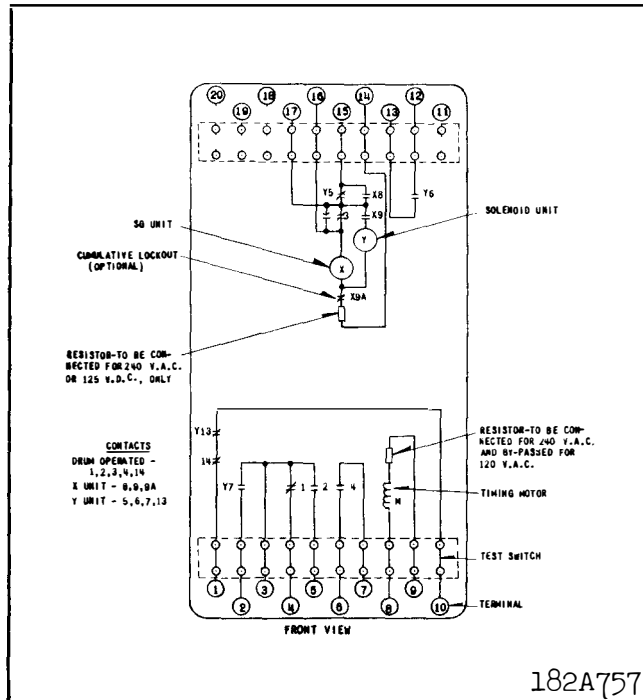 20 18 16 14 12
19 17 15 13 11
Y5 X8 Y6
3 X9
SG UNIT
SOLENOID UNIT
Y
CUMULATIVE LOCKOUT
(OPTIONAL)
X
X9A
RESISTOR-TO BE CON-
NECTED FOR 240 V.A.C.
OR 125 V.D.C., ONLY
Y13
14
CONTACTS
DRUM OPERATED -
1,2,3,4,14
X UNIT - 8,9,9A
Y UNIT - 5,6,7,13
RESISTOR-TO BE CON-
NECTED FOR 240 V.A.C.
AND BY-PASSED FOR
120 V.A.C.
Y7 1 2 4
M
TIMING MOTOR
TEST SWITCH
1 3 5 7 9
2 4 6 8 10
TERMINAL
FRONT VIEW
182A757